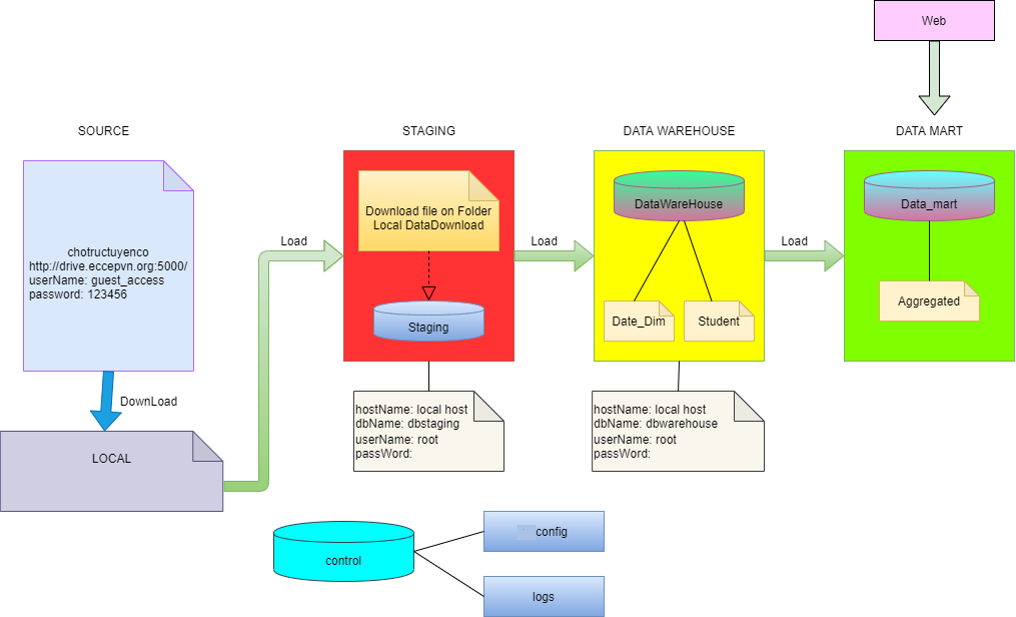 Web
SOURCE
STAGING
DATA WAREHOUSE
DATA MART
chotructuyenco
http://drive.eccepvn.org:5000/
userName: guest_access
password: 123456
DownLoad
LOCAL
Load
Download file on Folder
Local DataDownload
Staging
hostName: local host
dbName: dbstaging
userName: root
passWord:
Load
DataWareHouse
Date_Dim
Student
hostName: local host
dbName: dbwarehouse
userName: root
passWord:
Load
Data_mart
Aggregated
control
config
logs